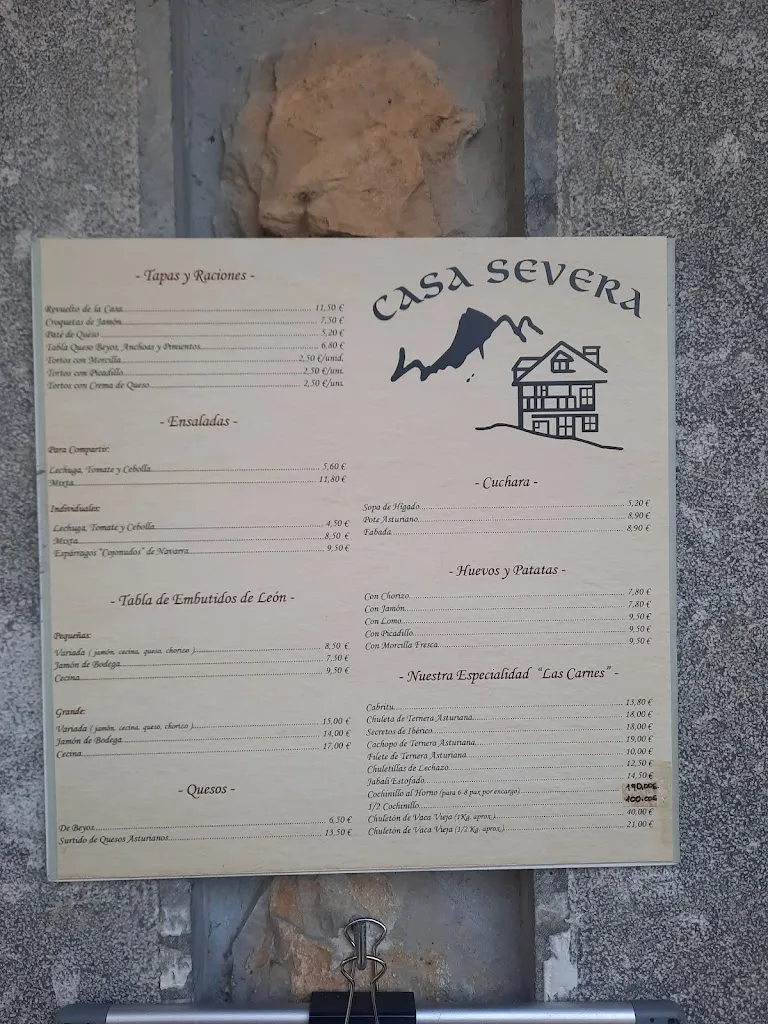 - Tapas y Raciones -
Revuelto de la Casa 11,50 €
Croquetas de Jamón 7,50 €
Paté de Queso 5,20 €
Tabla Queso Beyos, Anchoas y Pimientos 6,80 €
Tortos con Morcilla 2,50 €/unid.
Tortos con Picadillo 2,50 €/uni.
Tortos con Crema de Queso 2,50 €/uni.
- Ensaladas -
Para Compartir:
Lechuga, Tomate y Cebolla 5,60 €
Mixta 11,80 €
Individuales:
Lechuga, Tomate y Cebolla 4,50 €
Mixta 8,50 €
Espárragos "Cojonudos" de Navarra 9,50 €
- Tabla de Embutidos de León -
Pequeñas:
Variada ( jamón, cecina, queso, chorizo ) 8,50 €
Jamón de Bodega 7,50 €
Cecina 9,50 €
Grande:
Variada ( jamón, cecina, queso, chorizo ) 15,00 €
Jamón de Bodega 14,00 €
Cecina 17,00 €
- Quesos -
De Beyos 6,50 €
Surtido de Quesos Asturianos 13,50 €
CASA SEVERA
- Cuchara -
Sopa de Hígado 5,20 €
Pote Asturiano 8,90 €
Fabada 8,90 €
- Huevos y Patatas -
Con Chorizo 7,80 €
Con Jamón 7,80 €
Con Lomo 9,50 €
Con Picadillo 9,50 €
Con Morcilla Fresca 9,50 €
- Nuestra Especialidad "Las Carnes" -
Cabritu 13,80 €
Chuleta de Ternera Asturiana 18,00 €
Secretos de Ibérico 18,00 €
Cachopo de Ternera Asturiana 19,00 €
Filete de Ternera Asturiana 10,00 €
Chuletillas de Lechazo 12,50 €
Jabalí Estofado 14,50 €
Cochinillo al Horno (para 6-8 pax por encargo) 190,00€
1/2 Cochinillo 100,00€
Chuletón de Vaca Vieja (1Kg. aprox.) 40,00 €
Chuletón de Vaca Vieja (1/2 Kg. aprox.) 21,00 €